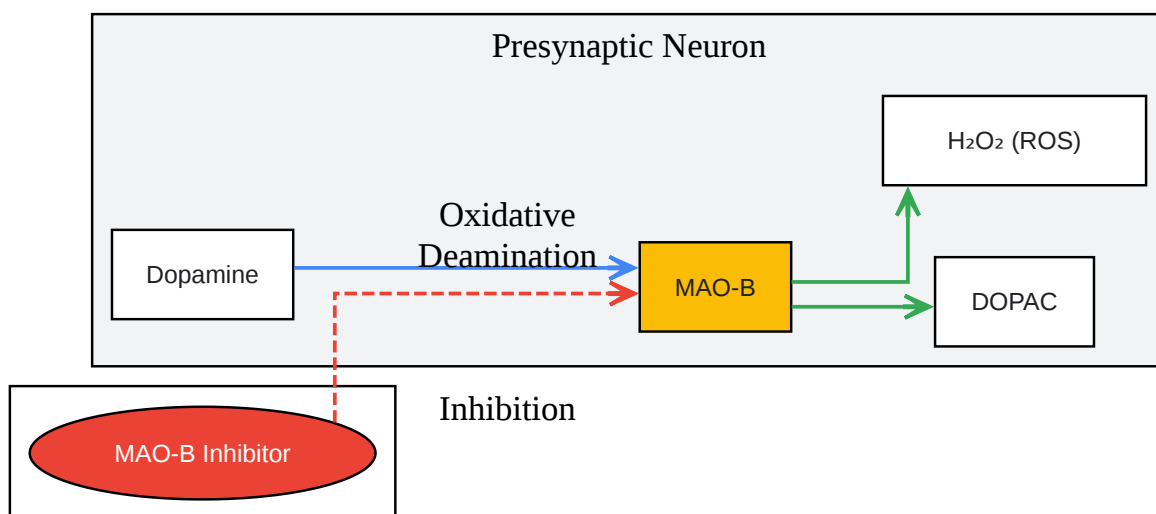 Presynaptic Neuron
H₂O₂ (ROS)
Oxidative
Deamination
Dopamine
MAO-B
DOPAC
Inhibition
MAO-B Inhibitor